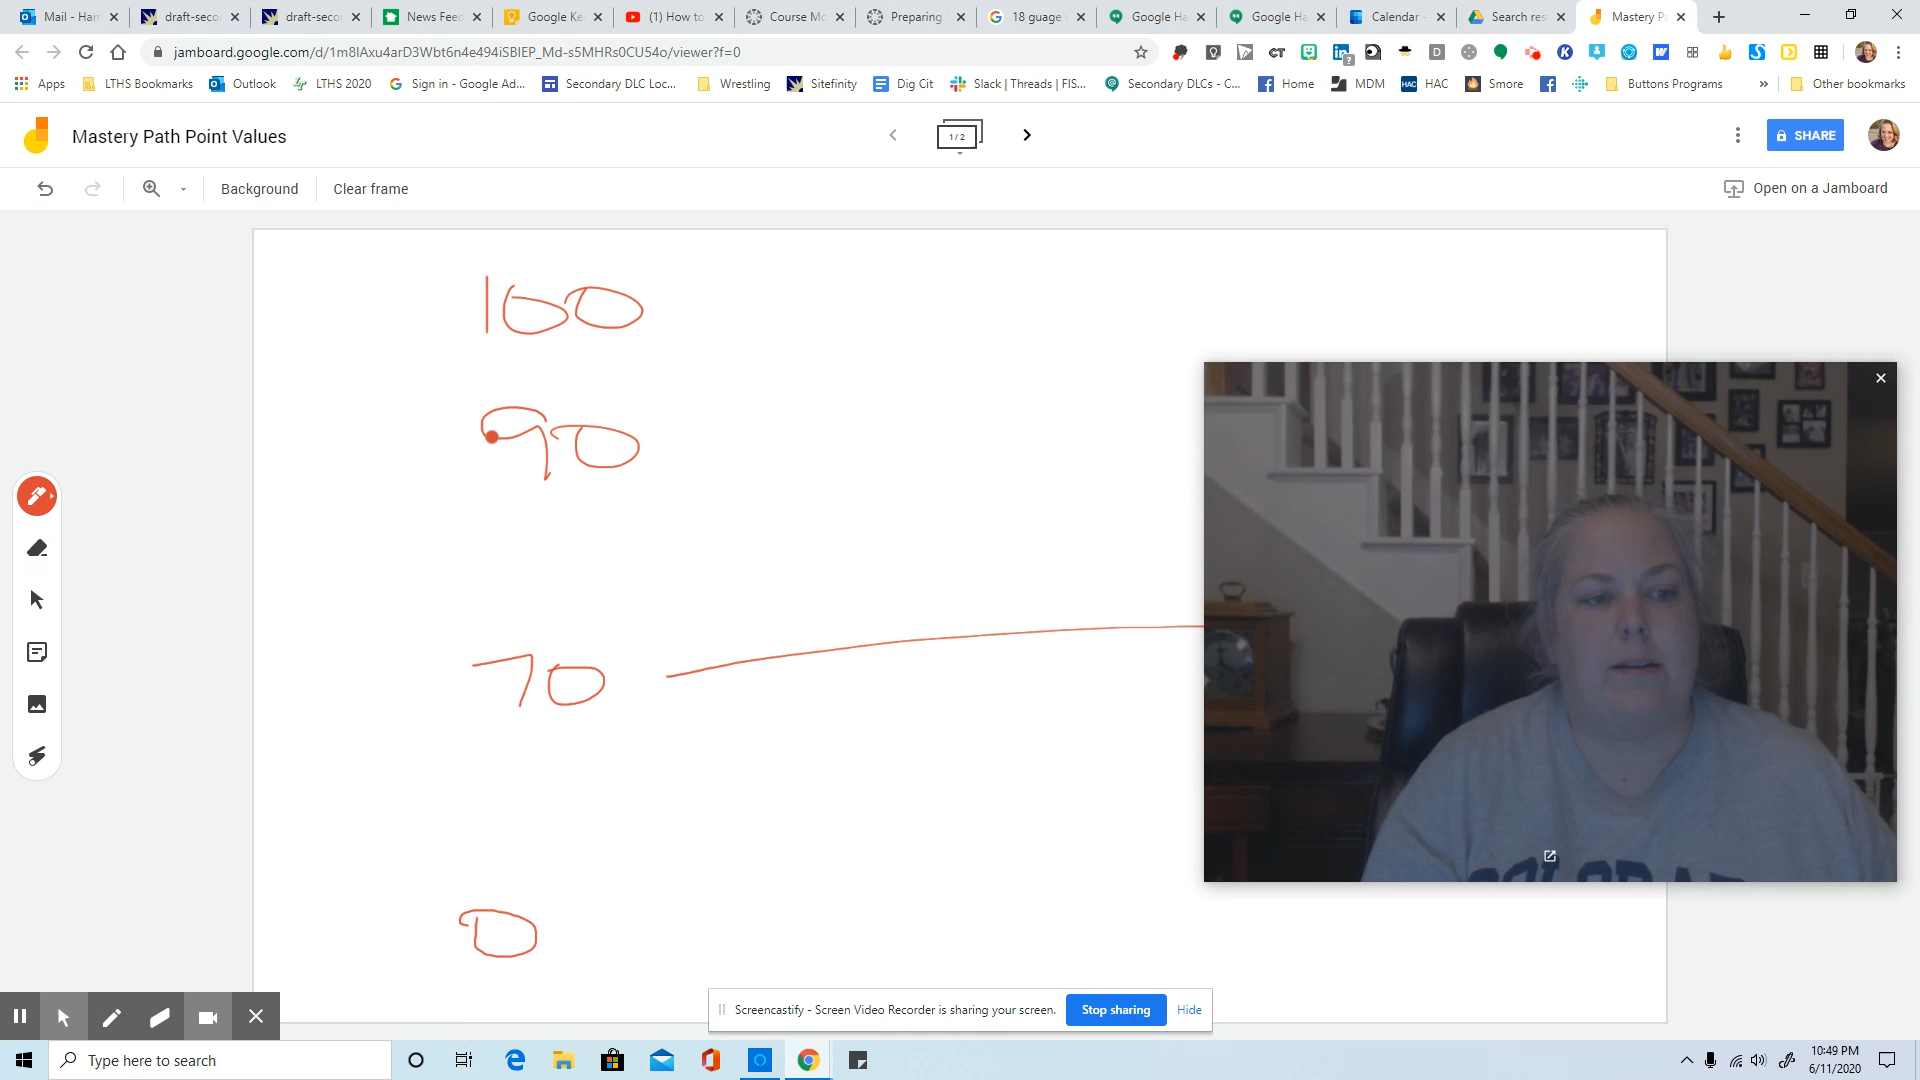 Mail - Han
draft-seco
draft-seco
News Feed
Google Ke
(1) How to
Course Mo
Preparing
18 guage
Google Ha
Google Ha
Calendar -
Search res
Mastery P
jamboard.google.com/d/1m8lAxu4arD3Wbt6n4e494iSBlEP_Md-s5MHRs0CU54o/viewer?f=0
Apps
LTHS Bookmarks
Outlook
LTHS 2020
Sign in - Google Ad...
Secondary DLC Loc...
Wrestling
Sitefinity
Dig Cit
Slack | Threads | FIS...
Secondary DLCs - C...
Home
MDM
HAC HAC
Smore
Buttons Programs
»
Other bookmarks
Mastery Path Point Values
1 / 2
SHARE
Background
Clear frame
Open on a Jamboard
100
90
70
0
Screencastify - Screen Video Recorder is sharing your screen.
Stop sharing
Hide
Type here to search
10:49 PM
6/11/2020